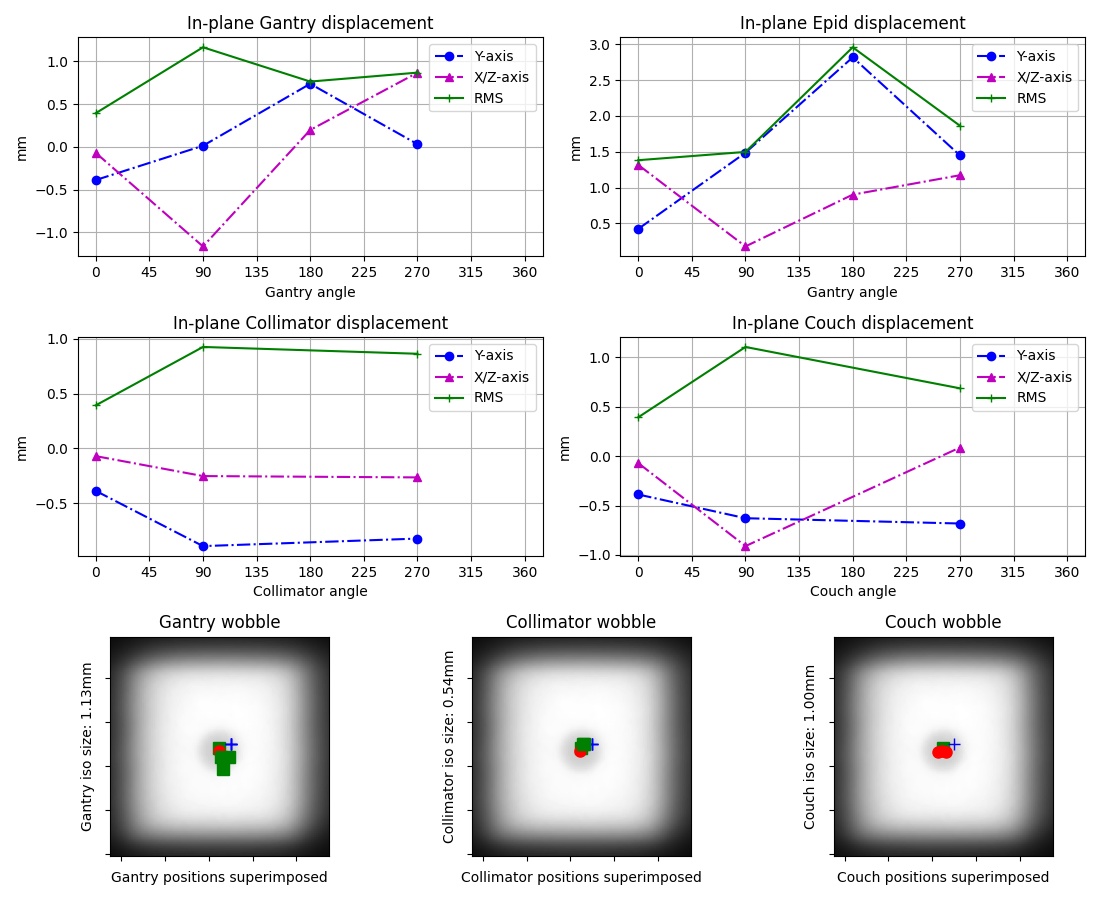 In-plane Gantry displacement
mm
1.0
0.5
0.0
−0.5
−1.0
Y-axis
X/Z-axis
RMS
0 45 90 135 180 225 270 315 360
Gantry angle
In-plane Epid displacement
mm
3.0
2.5
2.0
1.5
1.0
0.5
Y-axis
X/Z-axis
RMS
0 45 90 135 180 225 270 315 360
Gantry angle
In-plane Collimator displacement
mm
1.0
0.5
0.0
−0.5
Y-axis
X/Z-axis
RMS
0 45 90 135 180 225 270 315 360
Collimator angle
In-plane Couch displacement
mm
1.0
0.5
0.0
−0.5
−1.0
Y-axis
X/Z-axis
RMS
0 45 90 135 180 225 270 315 360
Couch angle
Gantry wobble
Gantry iso size: 1.13mm
Gantry positions superimposed
Collimator wobble
Collimator iso size: 0.54mm
Collimator positions superimposed
Couch wobble
Couch iso size: 1.00mm
Couch positions superimposed